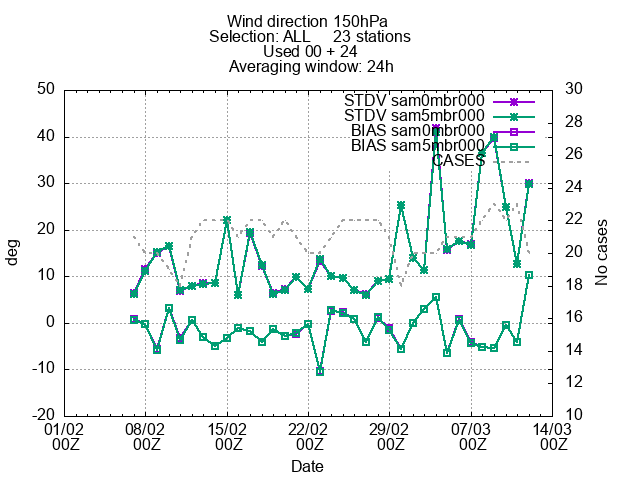 Wind direction 150hPa
Selection: ALL     23 stations
Used 00 + 24
Averaging window: 24h
STDV sam0mbr000
STDV sam5mbr000
BIAS sam0mbr000
BIAS sam5mbr000
CASES
50
40
30
20
10
0
-10
-20
deg
30
28
26
24
22
20
18
16
14
12
10
No cases
01/02 08/02 15/02 22/02 29/02 07/03 14/03
00Z 00Z 00Z 00Z 00Z 00Z 00Z
Date